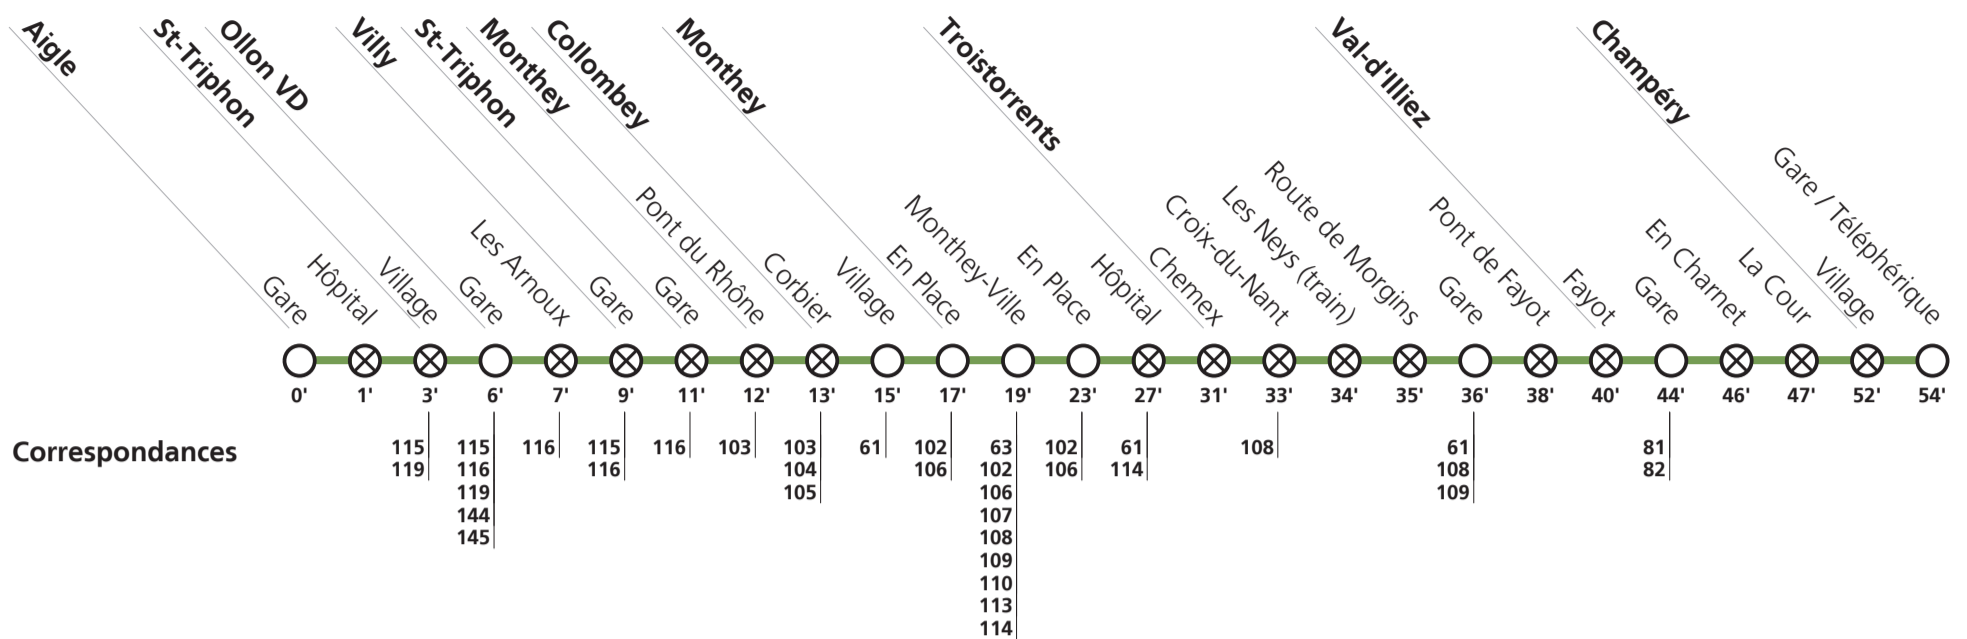 Aigle
St-Triphon
Ollon VD
Villy
St-Triphon
Monthey
Collombey
Monthey
Troistorrents
Val-d'Illiez
Champéry
Gare
Hôpital
Village
Gare
Les Arnoux
Gare
Gare
Pont du Rhône
Corbier
Village
En Place
Monthey-Ville
En Place
Hôpital
Chemex
Croix-du-Nant
Les Neys (train)
Route de Morgins
Gare
Pont de Fayot
Fayot
Gare
En Charnet
La Cour
Village
Gare / Téléphérique
0' 1' 3' 6' 7' 9' 11' 12' 13' 15' 17' 19' 23' 27' 31' 33' 34' 35' 36' 38' 40' 44' 46' 47' 52' 54'
Correspondances
115 115 116 115 116 103 103 61 102 63 102 61 108 61 81
119 116 116 104 106 102 106 114 108 82
119 105 106 109
144 107
145 108
109
110
113
114